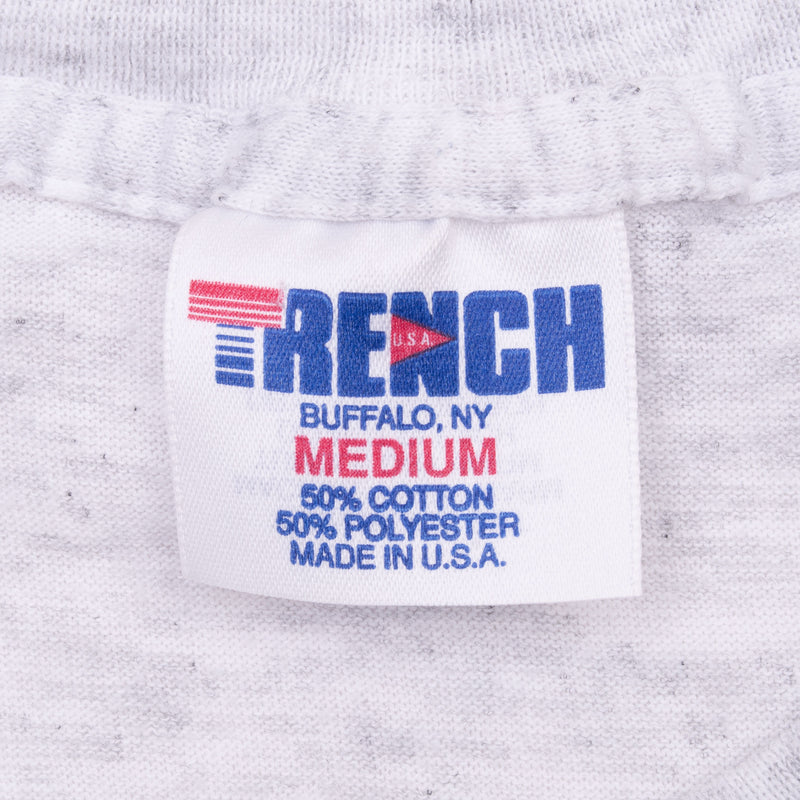 TRENCH
U.S.A.
BUFFALO, NY
MEDIUM
50% COTTON
50% POLYESTER
MADE IN U.S.A.